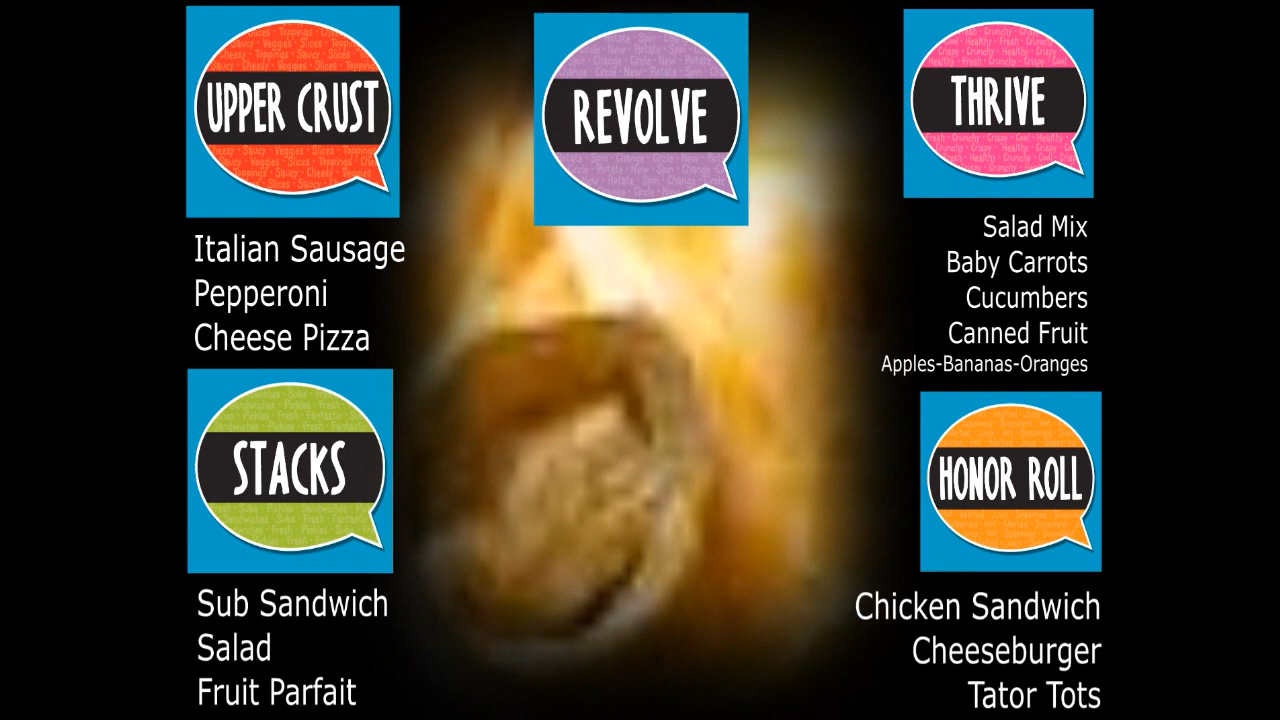 UPPER CRUST
Italian Sausage
Pepperoni
Cheese Pizza
REVOLVE
THRIVE
Salad Mix
Baby Carrots
Cucumbers
Canned Fruit
Apples-Bananas-Oranges
STACKS
Sub Sandwich
Salad
Fruit Parfait
HONOR ROLL
Chicken Sandwich
Cheeseburger
Tator Tots